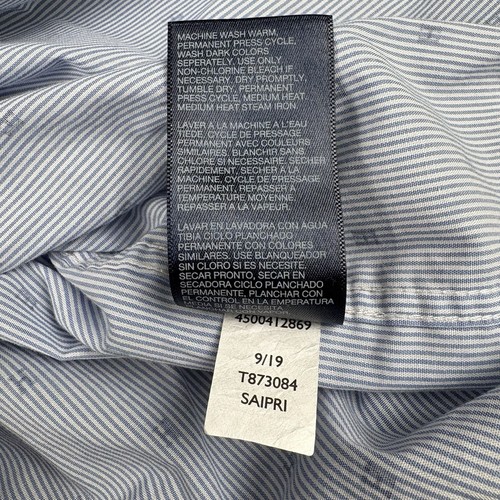 MACHINE WASH WARM,
PERMANENT PRESS CYCLE,
WASH DARK COLORS
SEPERATELY. USE ONLY
NON-CHLORINE BLEACH IF
NECESSARY. DRY PROMPTLY,
TUMBLE DRY, PERMANENT
PRESS CYCLE, MEDIUM HEAT.
MEDIUM HEAT STEAM IRON
LAVER A LA MACHINE A L'EAU
TIEDE, CYCLE DE PRESSAGE
PERMANENT AVEC COULEURS
SIMILAIRES. BLANCHIR SANS
CHLORE SI NECESSAIRE. SECHER
RAPIDEMENT, SECHER A LA
MACHINE, CYCLE DE PRESSAGE
PERMANENT, REPASSER A
TEMPERATURE MOYENNE.
REPASSER A LA VAPEUR.
LAVAR EN LAVADORA CON AGUA
TIBIA CICLO PLANCHADO
PERMANENTE CON COLORES
SIMILARES. USE BLANQUEADOR
SIN CLORO SI ES NECESITE.
SECAR PRONTO, SECAR EN
SECADORA CICLO PLANCHADO
PERMANENTE, PLANCHAR CON
EL CONTROL EN LA EMPERATURA
MEDIA Y SI DE
4500412869
9/19
T873084
SAIPRI